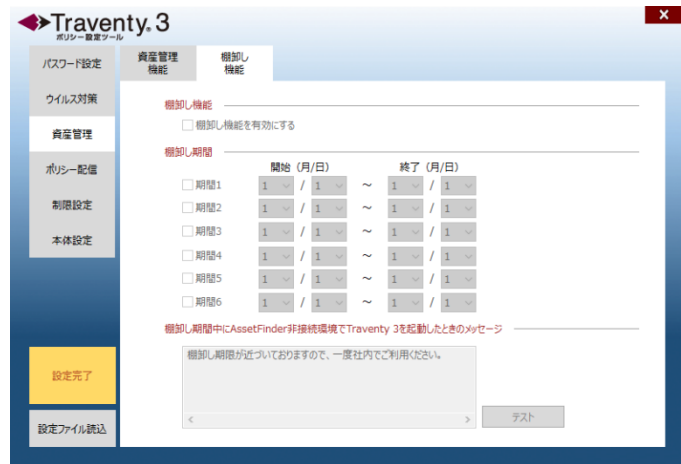 Traventy® 3
ポリシー設定ツール
X
パスワード設定
ウイルス対策
資産管理
ポリシー配信
制限設定
本体設定
設定完了
設定ファイル読込
資産管理
機能
棚卸し
機能
棚卸し機能
棚卸し機能を有効にする
棚卸し期間
開始(月/日) 終了(月/日)
期間1 1 / 1 ～ 1 / 1
期間2 1 / 1 ～ 1 / 1
期間3 1 / 1 ～ 1 / 1
期間4 1 / 1 ～ 1 / 1
期間5 1 / 1 ～ 1 / 1
期間6 1 / 1 ～ 1 / 1
棚卸し期間中にAssetFinder非接続環境でTraventy 3を起動したときのメッセージ
棚卸し期限が近づいておりますので、一度社内でご利用ください。
テスト